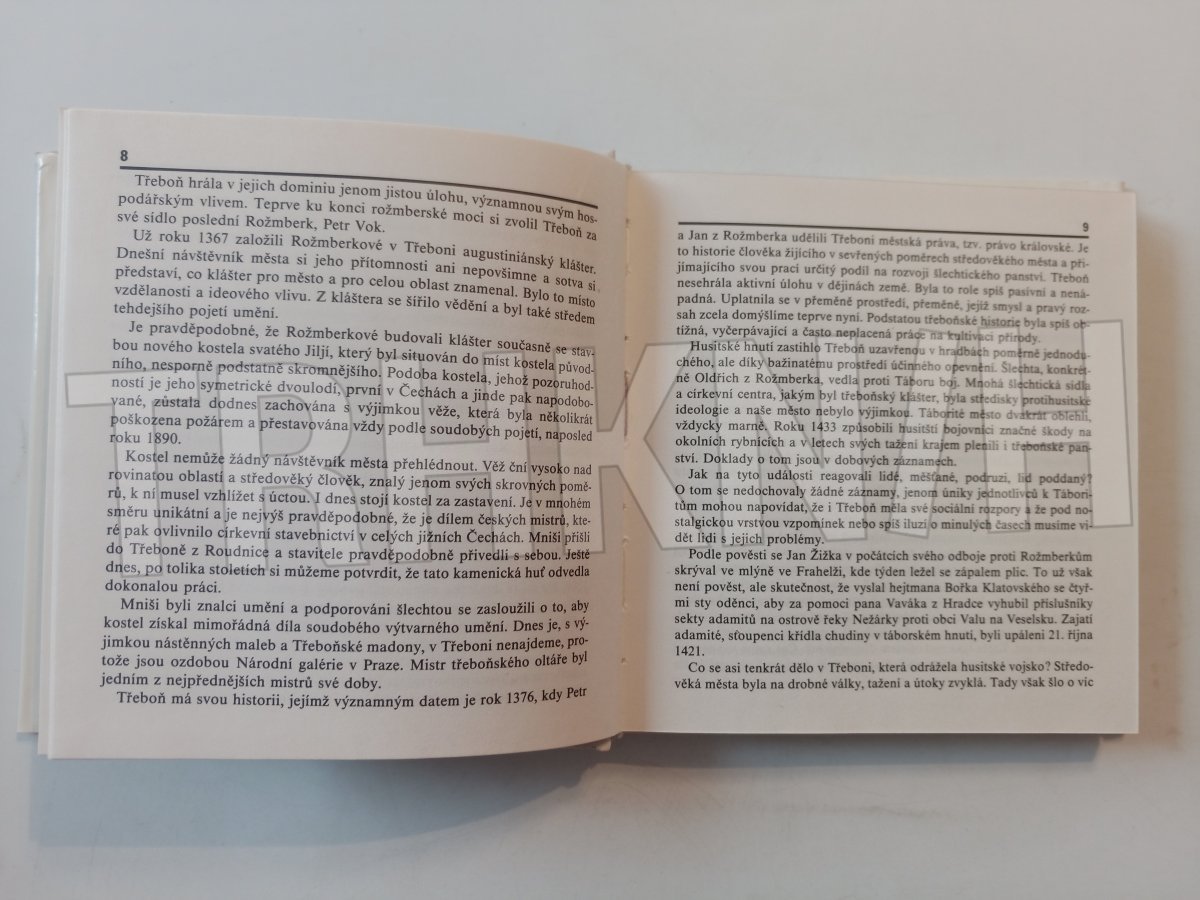 8
Třeboň hrála v jejich dominiu jenom jistou úlohu, významnou svým hos-
podářským vlivem. Teprve ku konci rožmberské moci si zvolil Třeboň za
své sídlo poslední Rožmberk, Petr Vok.
Už roku 1367 založili Rožmberkové v Třeboni augustiniánský klášter.
Dnešní návštěvník města si jeho přítomnosti ani nepovšimne a sotva si
představí, co klášter pro město a pro celou oblast znamenal. Bylo to místo
vzdělanosti a ideového vlivu. Z kláštera se šířilo vědění a byl také středem
tehdejšího pojetí umění.
Je pravděpodobné, že Rožmberkové budovali klášter současně se stav-
bou nového kostela svatého Jiljí, který byl situován do míst kostela původ-
ního, nesporně podstatně skromnějšího. Podoba kostela, jehož pozoruhod-
ností je jeho symetrické dvoulodí, první v Čechách a jinde pak napodobo-
vané, zůstala dodnes zachována s výjimkou věže, která byla několikrát
poškozena požárem a přestavována vždy podle soudobých pojetí, naposled
roku 1890.
Kostel nemůže žádný návštěvník města přehlédnout. Věž ční vysoko nad
rovinatou oblastí a středověký člověk, znalý jenom svých skrovných pomě-
rů, k ní musel vzhlížet s úctou. I dnes stojí kostel za zastavení. Je v mnohém
směru unikátní a je nejvýš pravděpodobné, že je dílem českých mistrů, kte-
ré pak ovlivnilo církevní stavebnictví v celých jižních Čechách. Mniši přišli
do Třeboně z Roudnice a stavitele pravděpodobně přivedli s sebou. Ještě
dnes, po tolika stoletích si můžeme potvrdit, že tato kamenická huť odvedla
dokonalou práci.
Mniši byli znalci umění a podporováni šlechtou se zasloužili o to, aby
kostel získal mimořádná díla soudobého výtvarného umění. Dnes je, s vý-
jimkou nástěnných maleb a Třeboňské madony, v Třeboni nenajdeme, pro-
tože jsou ozdobou Národní galérie v Praze. Mistr třeboňského oltáře byl
jedním z nejpřednějších mistrů své doby.
Třeboň má svou historii, jejímž významným datem je rok 1376, kdy Petr
9
a Jan z Rožmberka udělili Třeboni městská práva, tzv. právo královské. Je
to historie člověka žijícího v sevřených poměrech středověkého města a při-
jímajícího svou prací určitý podíl na rozvoji šlechtického panství. Třeboň
nesehrála aktivní úlohu v dějinách země. Byla to role spíš pasívní a nená-
padná. Uplatnila se v přeměně prostředí, přeměně, jejíž smysl a pravý roz-
sah zcela domýšlíme teprve nyní. Podstatou třeboňské historie byla spíš ob-
tížná, vyčerpávající a často neplacená práce na kultivaci přírody.
Husitské hnutí zastihlo Třeboň uzavřenou v hradbách poměrně jednodu-
chého, ale díky bažinatému prostředí účinného opevnění. Šlechta, konkrét-
ně Oldřich z Rožmberka, vedla proti Táboru boj. Mnohá šlechtická sídla
a církevní centra, jakým byl třeboňský klášter, byla středisky protihusitské
ideologie a naše město nebylo výjimkou. Táborité město dvakrát oblehli,
vždycky marně. Roku 1433 způsobili husitští bojovníci značné škody na
okolních rybnících a v letech svých tažení krajem plenili i třeboňské pan-
ství. Doklady o tom jsou v dobových záznamech.
Jak na tyto události reagovali lidé, měšťané, podruzi, lid poddaný?
O tom se nedochovaly žádné záznamy, jenom úniky jednotlivců k Tábori-
tům mohou napovídat, že i Třeboň měla své sociální rozpory a že pod no-
stalgickou vrstvou vzpomínek nebo spíš iluzí o minulých časech musíme vi-
dět lidi s jejich problémy.
Podle pověsti se Jan Žižka v počátcích svého odboje proti Rožmberkům
skrýval ve mlýně ve Frahelži, kde týden ležel se zápalem plic. To už však
není pověst, ale skutečnost, že vyslal hejtmana Bořka Klatovského se čtyř-
mi sty oděnci, aby za pomoci pana Vaváka z Hradce vyhubil příslušníky
sekty adamitů na ostrově řeky Nežárky proti obci Valu na Veselsku. Zajatí
adamité, stoupenci křídla chudiny v táborském hnutí, byli upáleni 21. října
1421.
Co se asi tenkrát dělo v Třeboni, která odrážela husitské vojsko? Středo-
věká města byla na drobné války, tažení a útoky zvyklá. Tady však šlo o víc
TRHKNIH